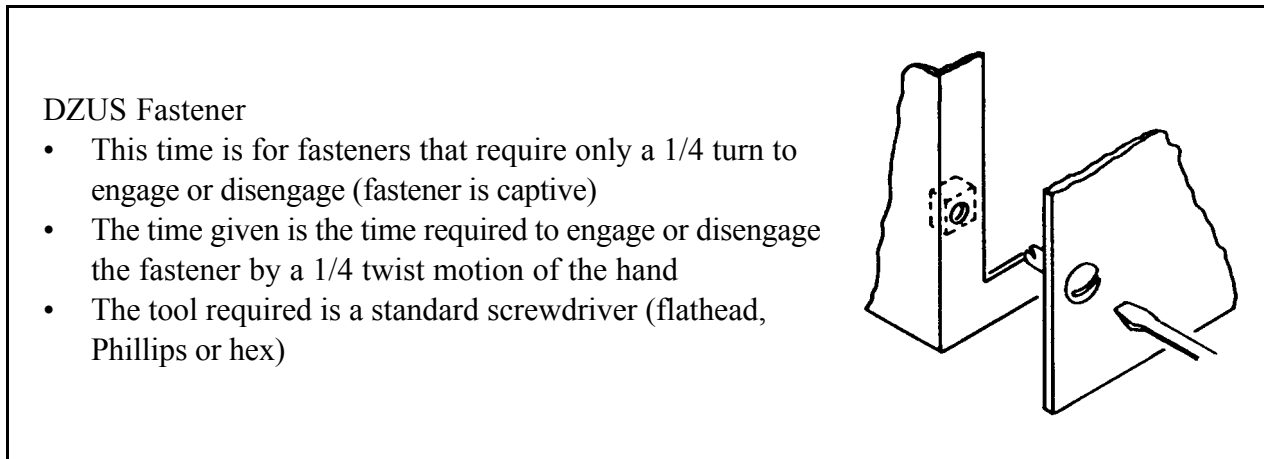 DZUS Fastener
• This time is for fasteners that require only a 1/4 turn to
engage or disengage (fastener is captive)
• The time given is the time required to engage or disengage
the fastener by a 1/4 twist motion of the hand
• The tool required is a standard screwdriver (flathead,
Phillips or hex)